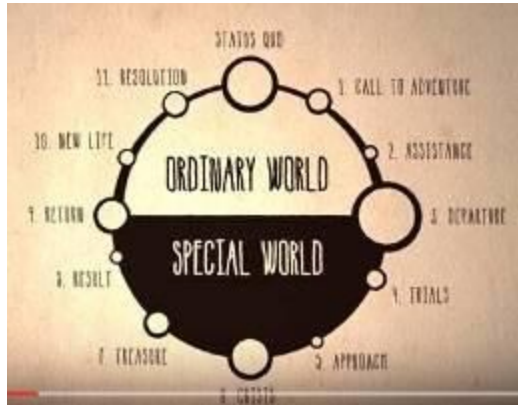 STATUS QUO
1. CALL TO ADVENTURE
2. ASSISTANCE
3. DEPARTURE
4. TRIALS
5. APPROACH
6. CRISIS
7. TREASURE
8. RESULT
9. RETURN
10. NEW LIFE
11. RESOLUTION
ORDINARY WORLD
SPECIAL WORLD